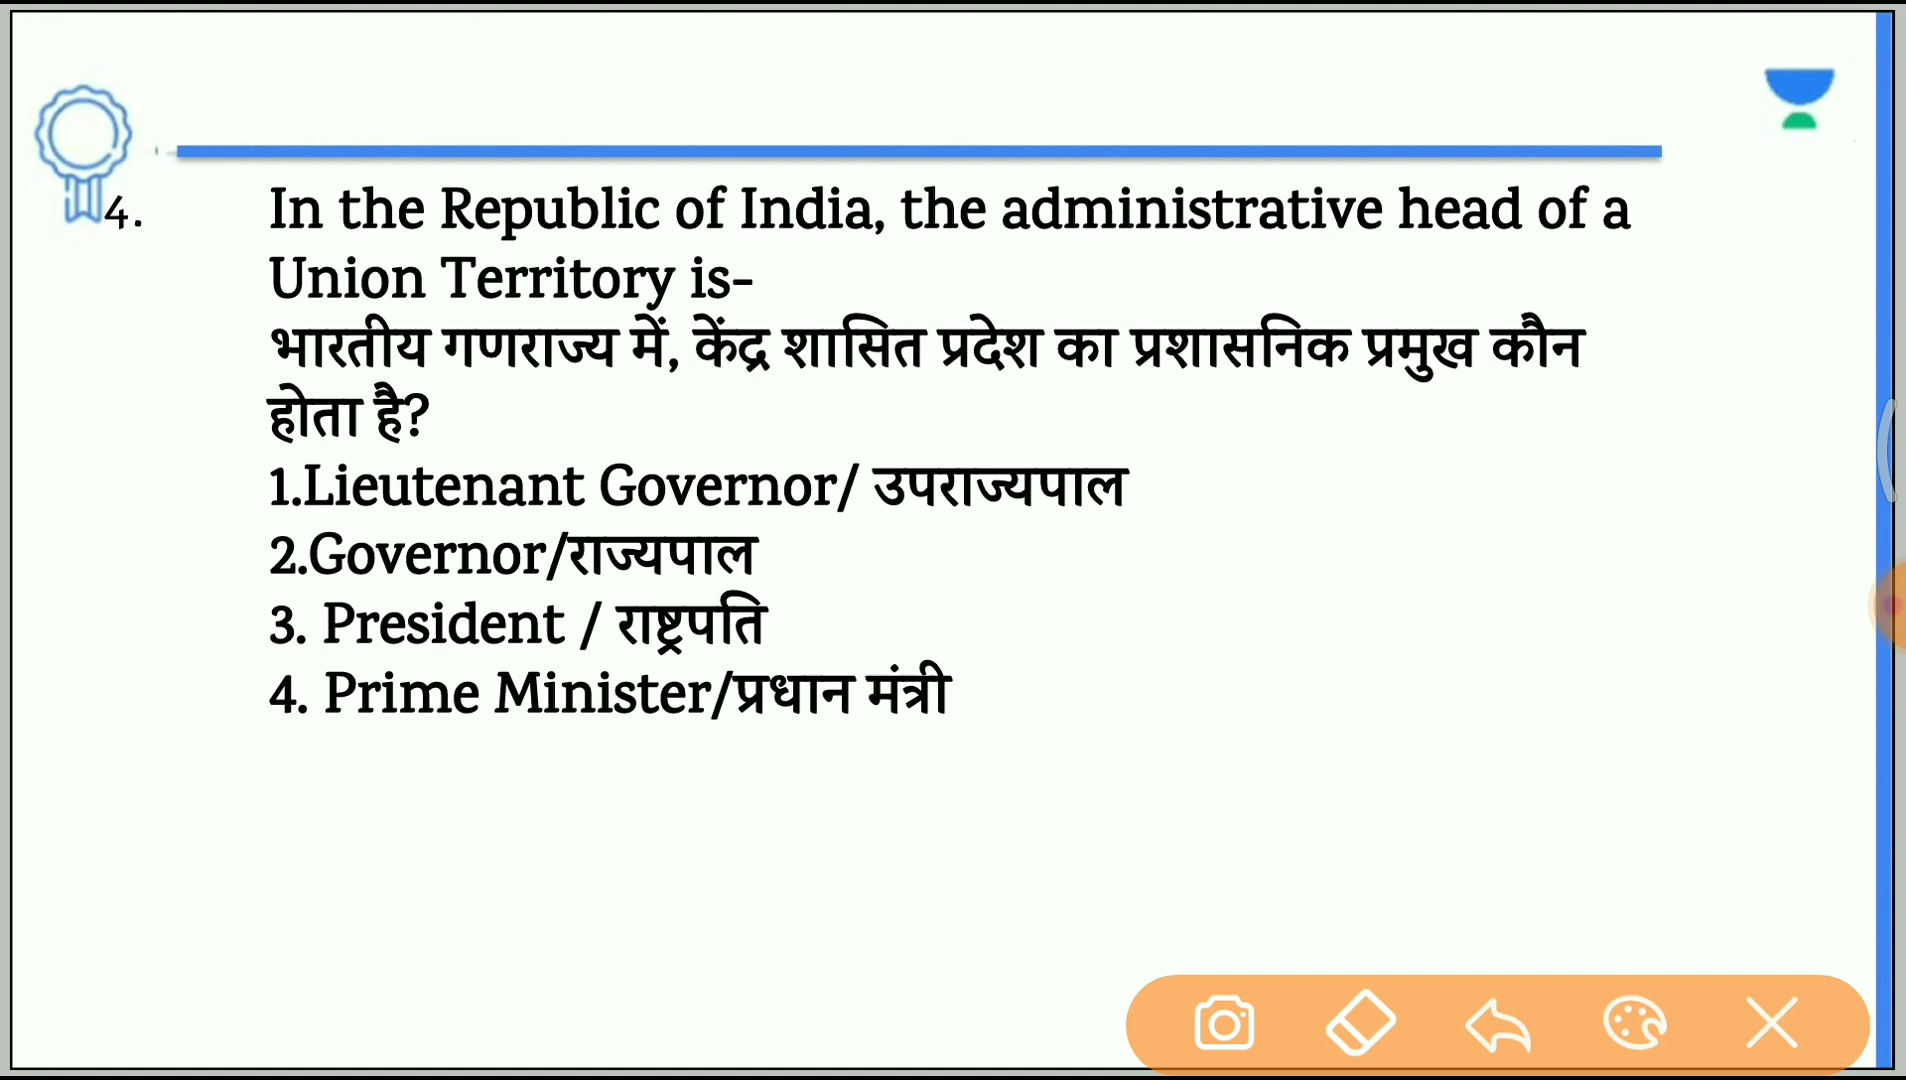 4. In the Republic of India, the administrative head of a
Union Territory is-
भारतीय गणराज्य में, केंद्र शासित प्रदेश का प्रशासनिक प्रमुख कौन
होता है?
1.Lieutenant Governor/ उपराज्यपाल
2.Governor/राज्यपाल
3. President / राष्ट्रपति
4. Prime Minister/प्रधान मंत्री